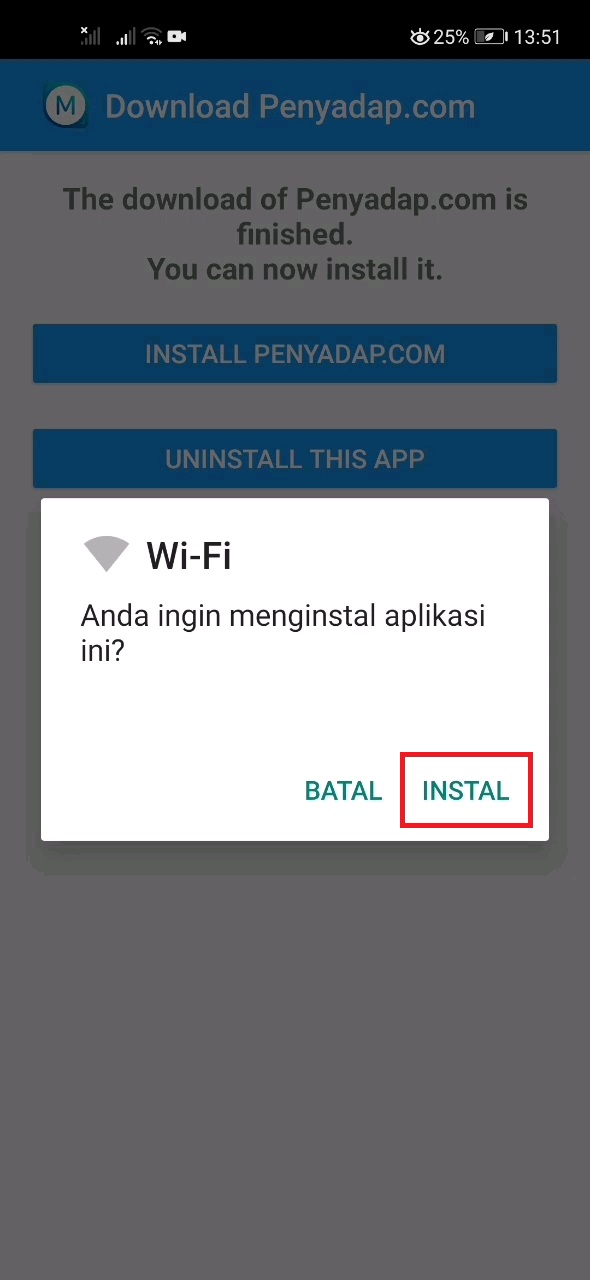 25% 13:51
M Download Penyadap.com
The download of Penyadap.com is
finished.
You can now install it.
INSTALL PENYADAP.COM
UNINSTALL THIS APP
Wi-Fi
Anda ingin menginstal aplikasi
ini?
BATAL INSTAL